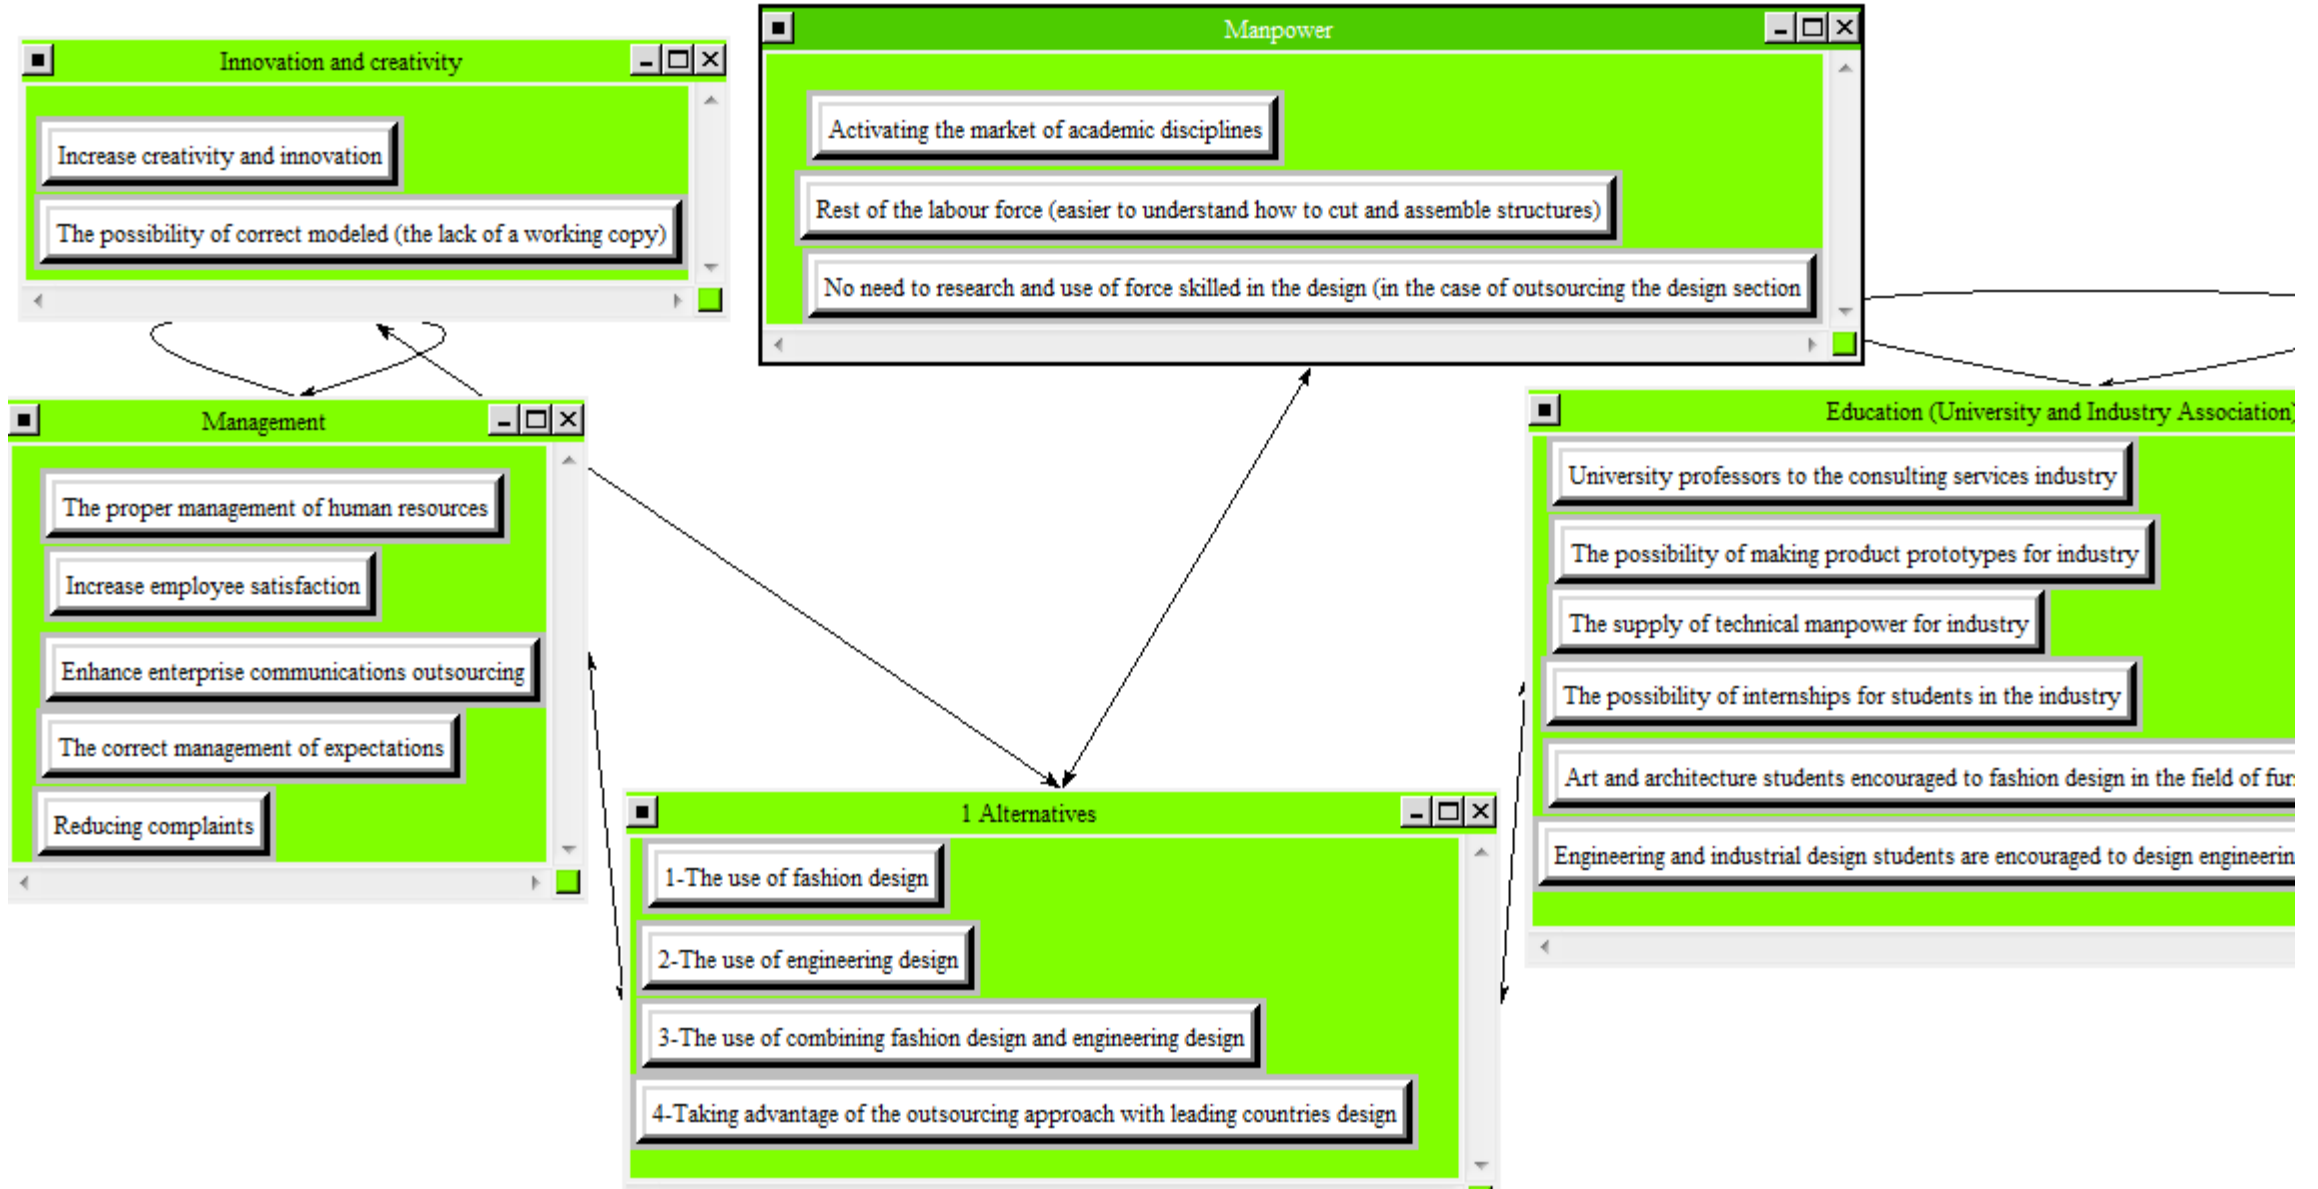 Innovation and creativity
Increase creativity and innovation
The possibility of correct modeled (the lack of a working copy)
Manpower
Activating the market of academic disciplines
Rest of the labour force (easier to understand how to cut and assemble structures)
No need to research and use of force skilled in the design (in the case of outsourcing the design section
Management
The proper management of human resources
Increase employee satisfaction
Enhance enterprise communications outsourcing
The correct management of expectations
Reducing complaints
Education (University and Industry Association)
University professors to the consulting services industry
The possibility of making product prototypes for industry
The supply of technical manpower for industry
The possibility of internships for students in the industry
Art and architecture students encouraged to fashion design in the field of
Engineering and industrial design students are encouraged to design
1 Alternatives
1-The use of fashion design
2-The use of engineering design
3-The use of combining fashion design and engineering design
4-Taking advantage of the outsourcing approach with leading countries design